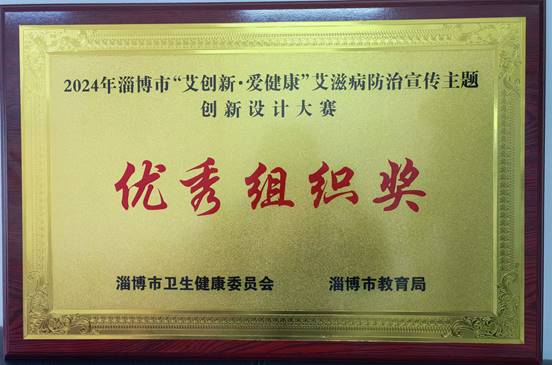 2024年淄博市“艾创新·爱健康”艾滋病防治宣传主题
创新设计大赛
优秀组织奖
淄博市卫生健康委员会 淄博市教育局